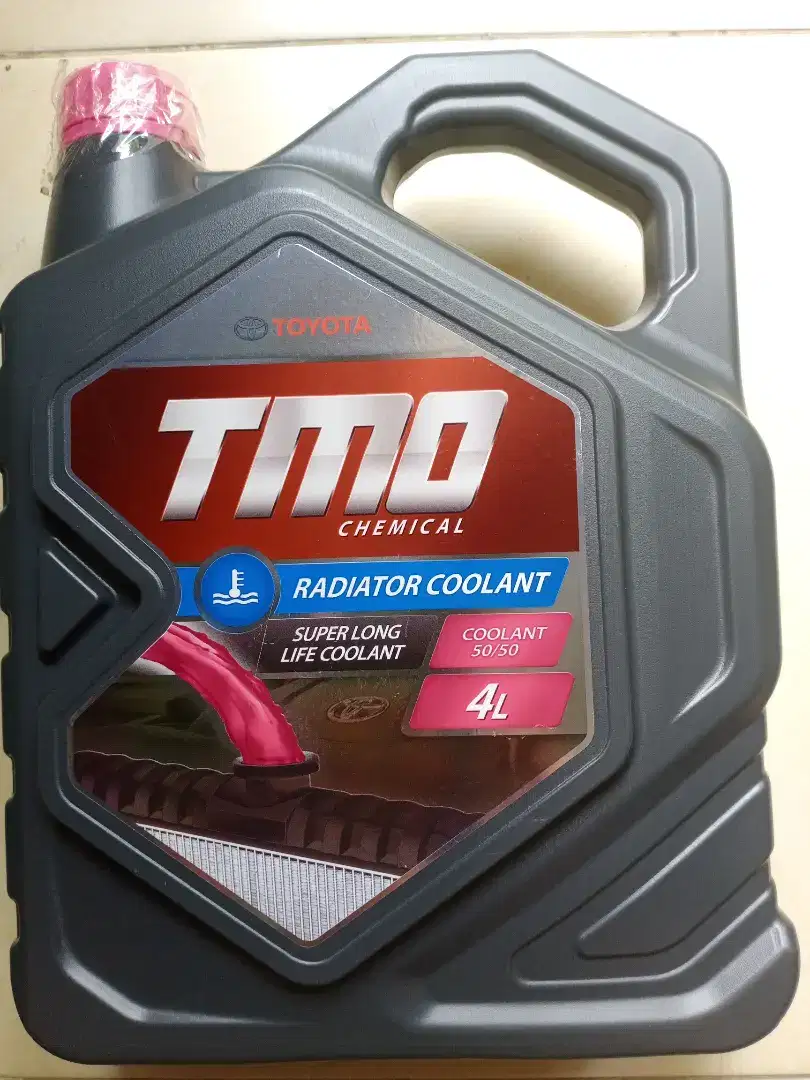 TOYOTA
TMO
CHEMICAL
RADIATOR COOLANT
SUPER LONG
LIFE COOLANT
COOLANT
50/50
4L